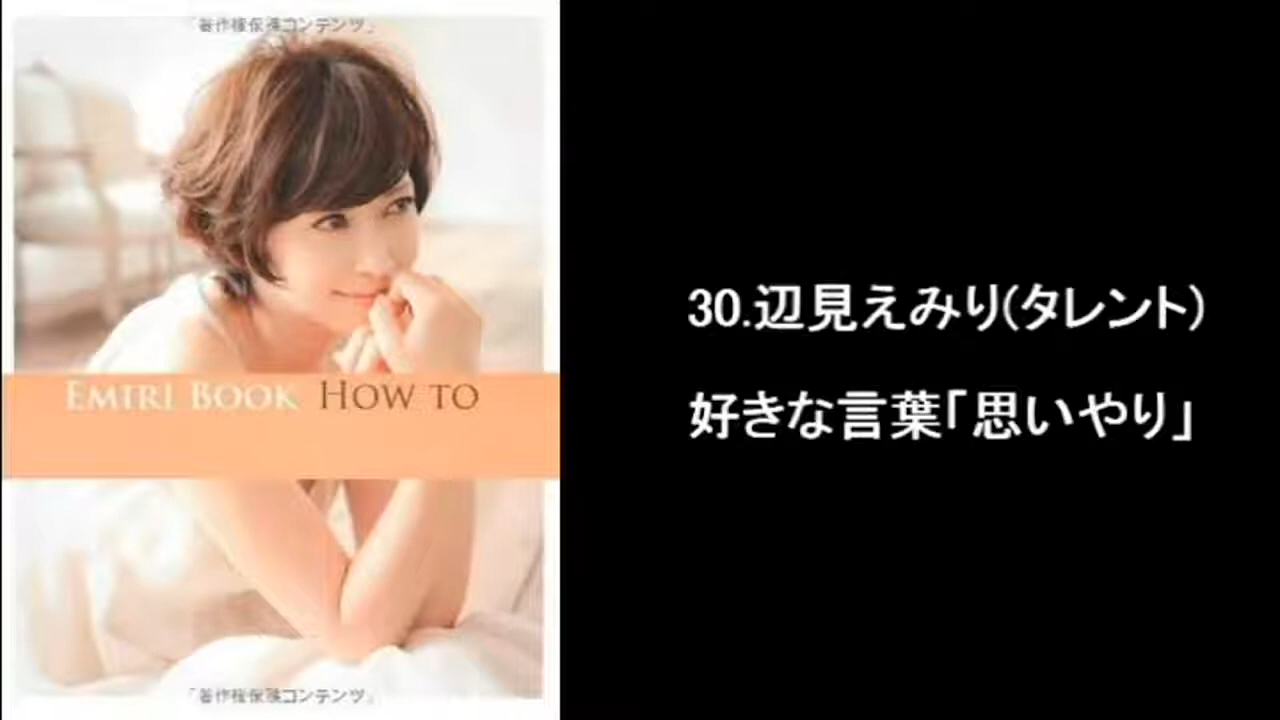 「著作権保護コンテンツ」
EMIRI BOOK HOW TO
「著作権保護コンテンツ」
30.辺見えみり(タレント)
好きな言葉「思いやり」